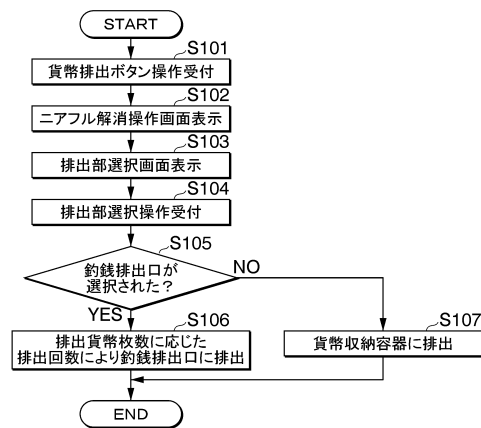 START
S101
貨幣排出ボタン操作受付
S102
ニアフル解消操作画面表示
S103
排出部選択画面表示
S104
排出部選択操作受付
S105
釣銭排出口が
選択された？
NO
YES
S106
排出貨幣枚数に応じた
排出回数により釣銭排出口に排出
S107
貨幣収納容器に排出
END